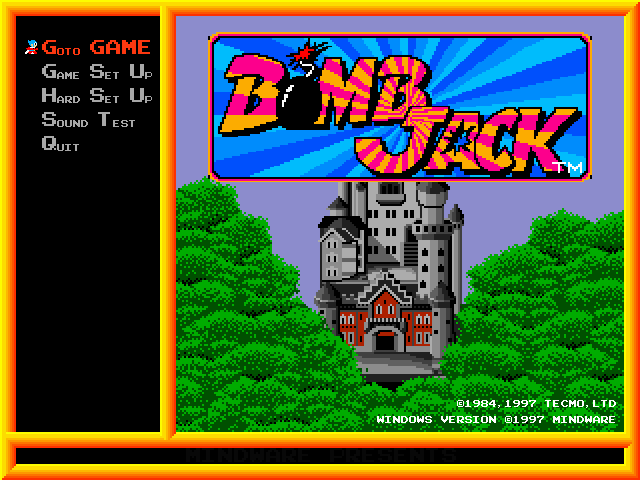 GOTO GAME
GAME SET UP
HARD SET UP
SOUND TEST
QUIT
BOMB JACK
TM
©1984,1997 TECMO,LTD
WINDOWS VERSION ©1997 MINDWARE
MINDWARE PRESENTS